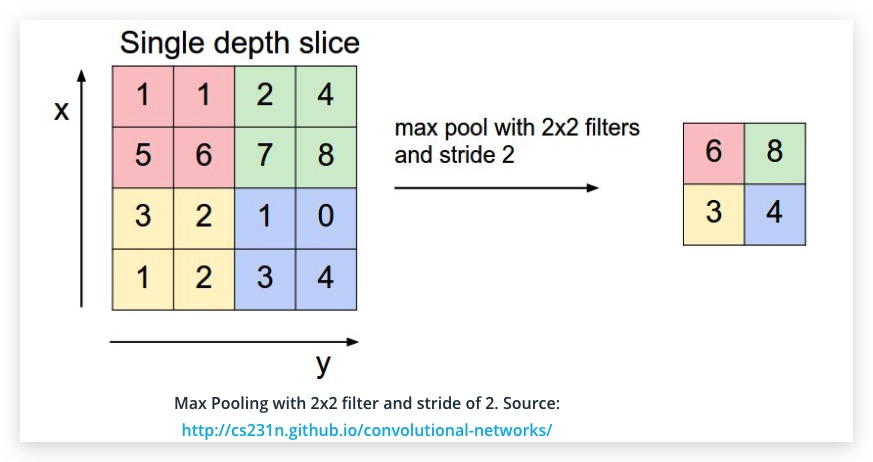 Single depth slice
x
1 1 2 4
5 6 7 8
3 2 1 0
1 2 3 4
y
max pool with 2x2 filters
and stride 2
6 8
3 4
Max Pooling with 2x2 filter and stride of 2. Source:
http://cs231n.github.io/convolutional-networks/